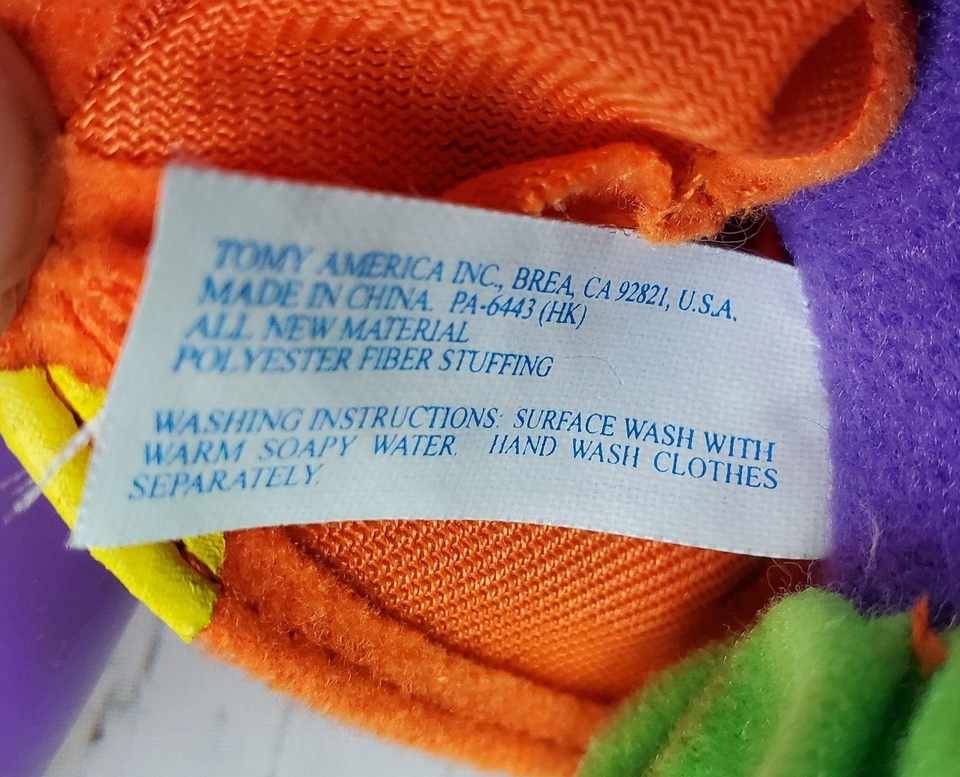 TOMY AMERICA INC., BREA, CA 92821, U.S.A.
MADE IN CHINA. PA-6443 (HK)
ALL NEW MATERIAL
POLYESTER FIBER STUFFING
WASHING INSTRUCTIONS: SURFACE WASH WITH
WARM SOAPY WATER. HAND WASH CLOTHES
SEPARATELY.